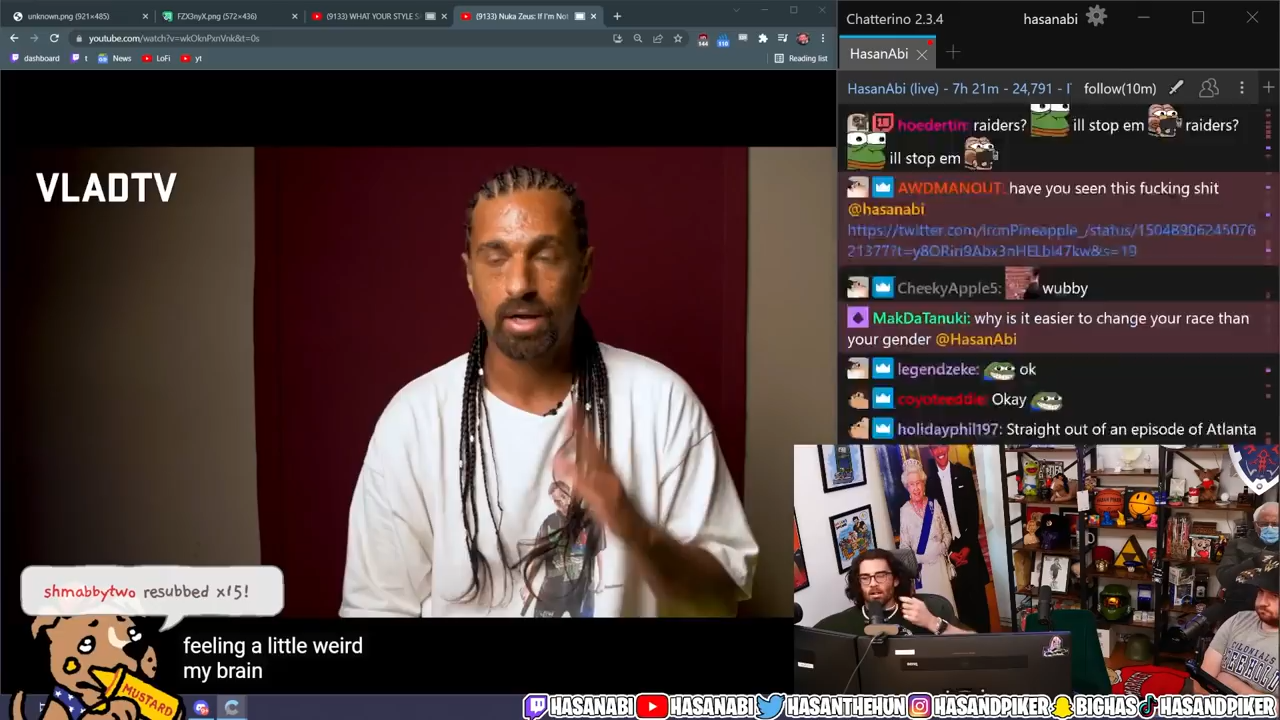 unknown.png (921×485)
FZX3nyX.png (572×436)
(9133) WHAT YOUR STYLE S
(9133) Nuka Zeus: If I'm Not
youtube.com/watch?v=wkOknPxnVnk&t=0s
144
110
dashboard
t
News
LoFi
yt
Reading list
VLADTV
shmabbytwo resubbed x15!
MUSTARD
feeling a little weird
my brain
Chatterino 2.3.4
hasanabi
HasanAbi
HasanAbi (live) - 7h 21m - 24,791 - I
follow(10m)
hoedertin: raiders? ill stop em raiders?
ill stop em
AWDMANOUT: have you seen this fucking shit
@hasanabi
CheekyApple5: wubby
MakDaTanuki: why is it easier to change your race than
your gender @HasanAbi
legendzeke: ok
Okay
holidayphil197: Straight out of an episode of Atlanta
HASANABI HASANABI HASANTHEHUN HASANDPIKER BIGHAS HASANDPIKER